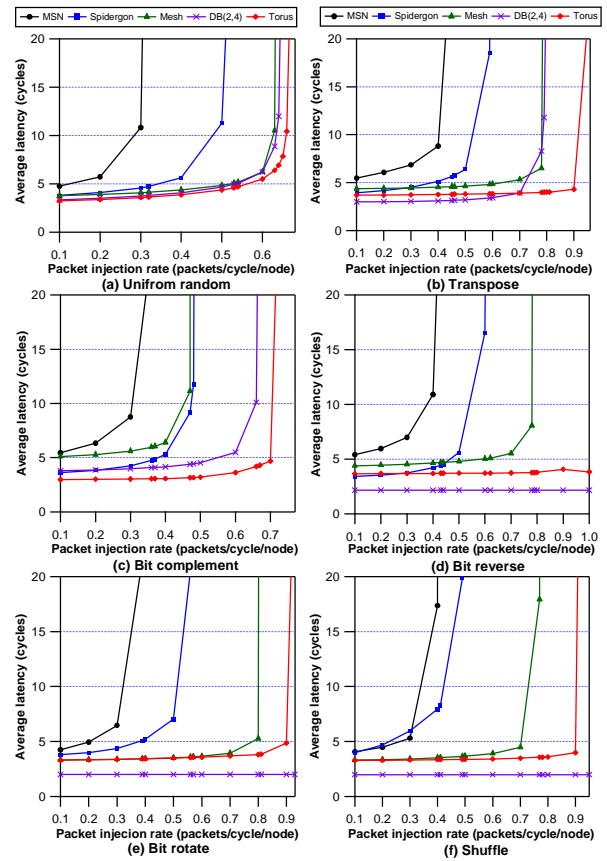 MSN Spidergon Mesh DB(2,4) Torus
MSN Spidergon Mesh DB(2,4) Torus
20
15
10
5
0
Average latency (cycles)
0.1 0.2 0.3 0.4 0.5 0.6
Packet injection rate (packets/cycle/node)
(a) Unifrom random
20
15
10
5
0
Average latency (cycles)
0.1 0.2 0.3 0.4 0.5 0.6 0.7 0.8 0.9
Packet injection rate (packets/cycle/node)
(b) Transpose
20
15
10
5
0
Average latency (cycles)
0.1 0.2 0.3 0.4 0.5 0.6 0.7
Packet injection rate (packets/cycle/node)
(c) Bit complement
20
15
10
5
0
Average latency (cycles)
0.1 0.2 0.3 0.4 0.5 0.6 0.7 0.8 0.9 1.0
Packet injection rate (packets/cycle/node)
(d) Bit reverse
20
15
10
5
0
Average latency (cycles)
0.1 0.2 0.3 0.4 0.5 0.6 0.7 0.8 0.9
Packet injecion rate (packets/cycle/node)
(e) Bit rotate
20
15
10
5
0
Average latency (cycles)
0.1 0.2 0.3 0.4 0.5 0.6 0.7 0.8 0.9
Packet injection rate (packets/cycle/node)
(f) Shuffle